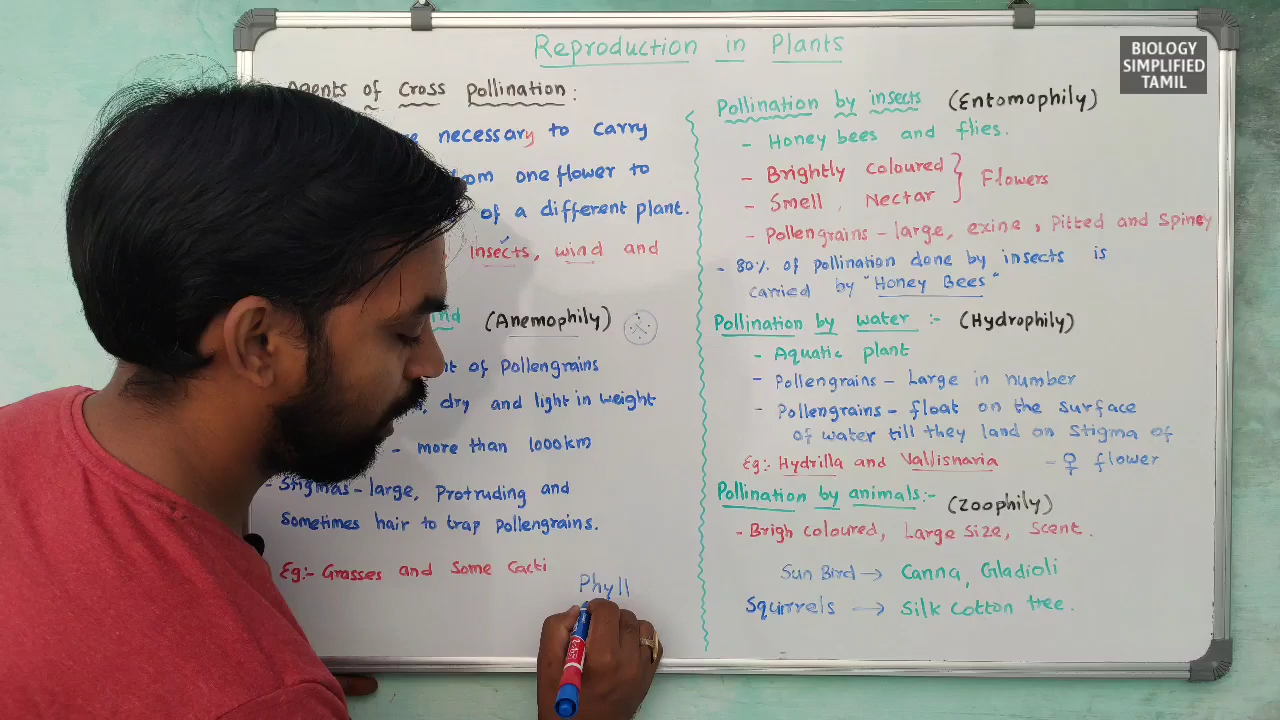 Reproduction in Plants
BIOLOGY
SIMPLIFIED
TAMIL
Agents of Cross pollination:
necessary to carry
one flower to
of a different plant.
insects, wind and
(Anemophily)
of pollengrains
dry and light in weight
- more than 1000km
- Stigmas - large, Protruding and
Sometimes hair to trap pollengrains.
Eg:- Grasses and Some Cacti
Phyll
Pollination by insects (Entomophily)
- Honey bees and flies.
- Brightly coloured
- Smell, Nectar } Flowers
- Pollengrains - large, exine, Pitted and Spiney
- 80% of pollination done by insects is
carried by "Honey Bees"
Pollination by water :- (Hydrophily)
- Aquatic plant
- Pollengrains - Large in number
- Pollengrains - float on the surface
of water till they land on Stigma of
Eg:- Hydrilla and Vallisnaria - ♀ flower
Pollination by animals:- (Zoophily)
- Brigh coloured, Large Size, Scent.
Sun Bird → Canna, Gladioli
Squirrels → Silk Cotton tree.